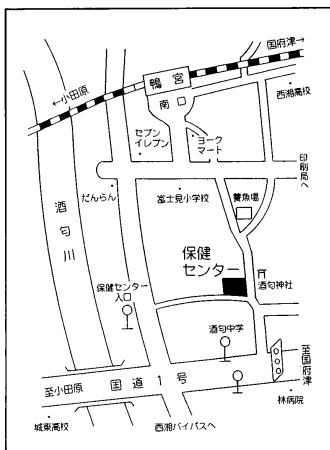 国府津→
鴨宮
←小田原
南
西湘高校
セブン
イレブン
ヨーク
マート
印刷局へ
だんらん
富士見小学校
養魚場
酒匂川
保健
センター
保健センター
入口
酒匂神社
酒匂中学
至国府津
至小田原
国道1号
林病院
城東高校
西湘バイパスへ